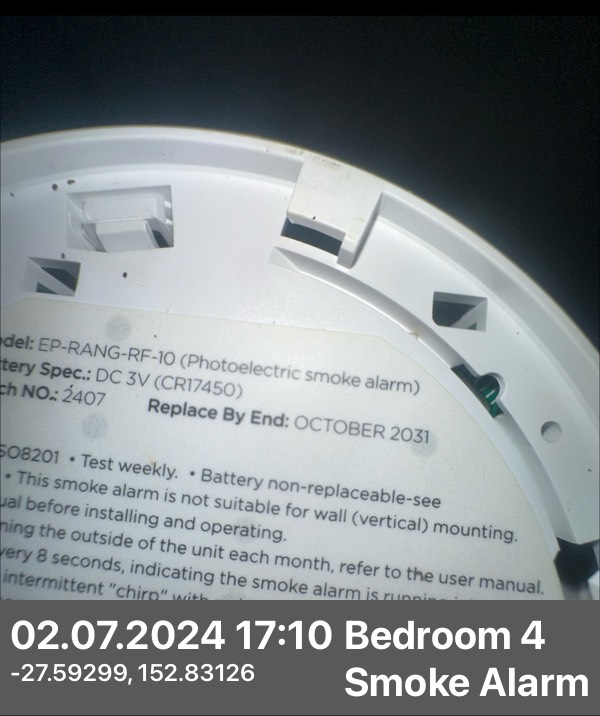 odel: EP-RANG-RF-10 (Photoelectric smoke alarm)
tery Spec.: DC 3V (CR17450)
ch NO.: 2407 Replace By End: OCTOBER 2031
SO8201 • Test weekly. • Battery non-replaceable-see
• This smoke alarm is not suitable for wall (vertical) mounting.
ual before installing and operating.
ning the outside of the unit each month, refer to the user manual.
very 8 seconds, indicating the smoke alarm is
intermittent "chirp"
02.07.2024 17:10 Bedroom 4
-27.59299, 152.83126 Smoke Alarm